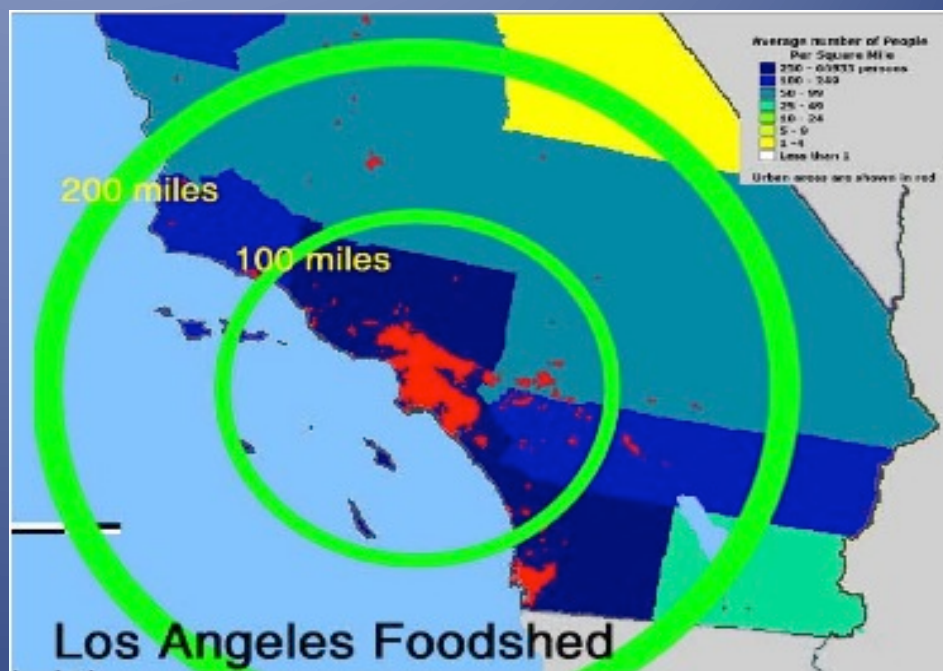 Average number of People
Per Square Mile
100 - 249
50 - 99
25 - 49
10 - 24
5 - 9
1 - 4
Less than 1
Urban areas are shown in red
200 miles
100 miles
Los Angeles Foodshed